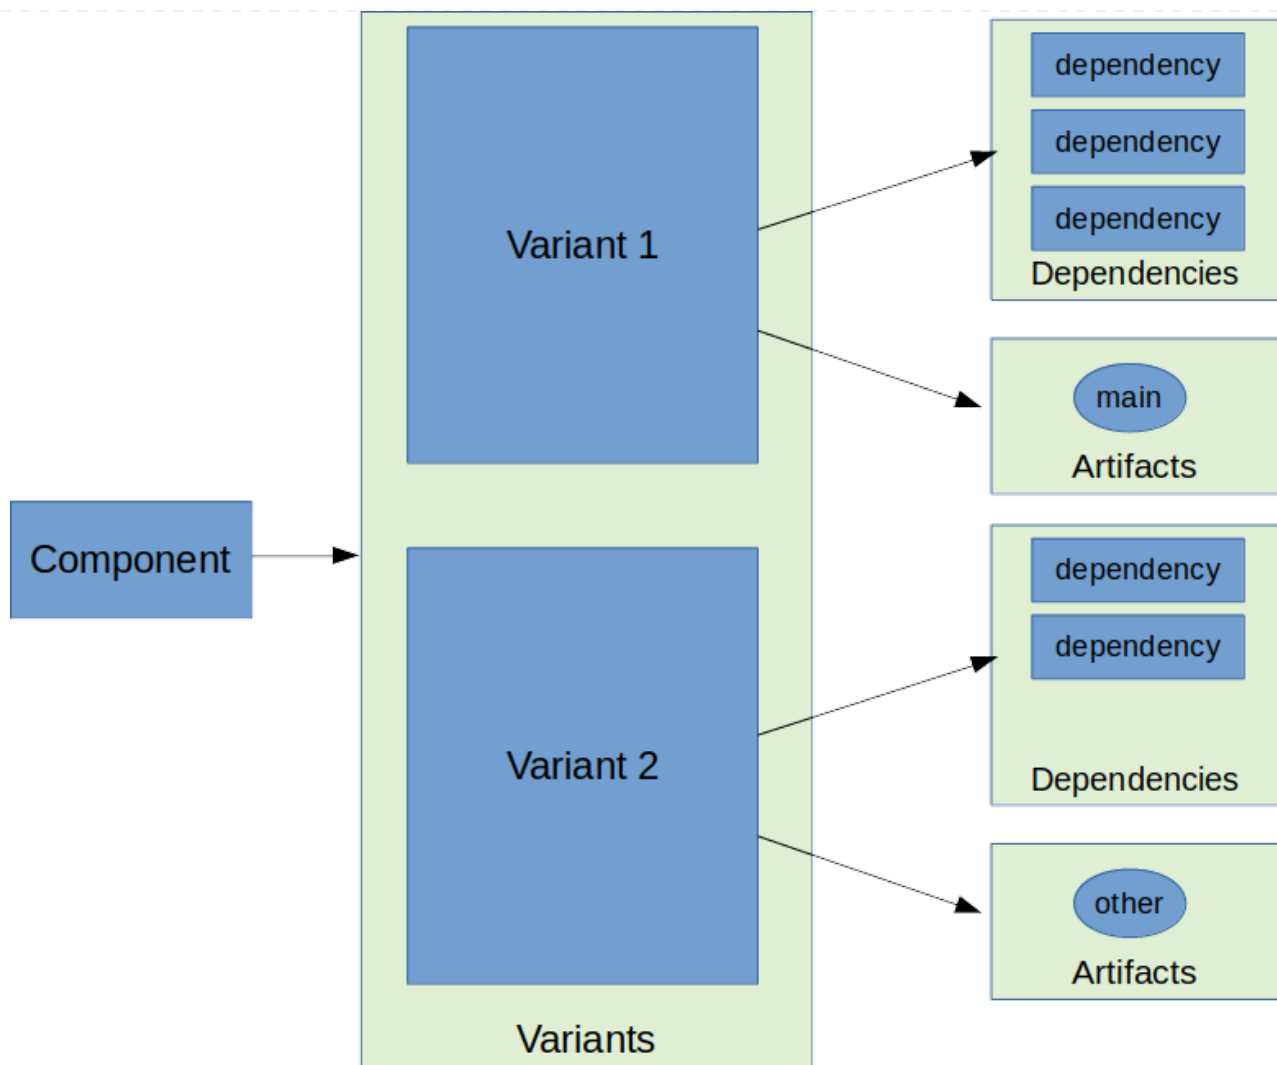 Component
Variant 1
Variant 2
Variants
dependency
dependency
dependency
Dependencies
main
Artifacts
dependency
dependency
Dependencies
other
Artifacts